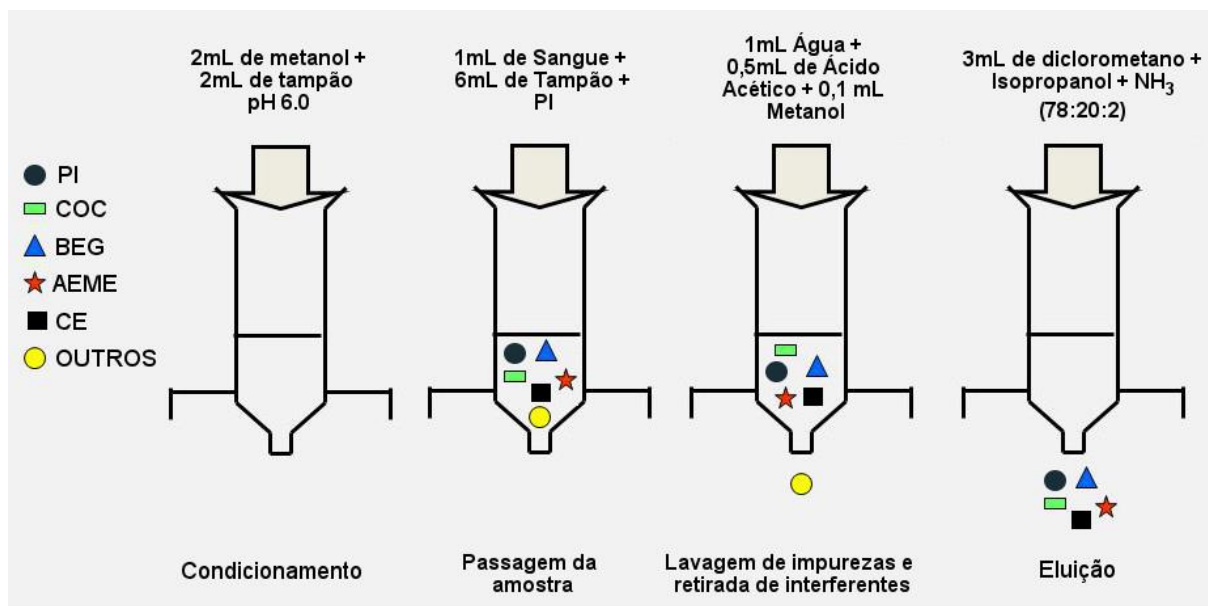 2mL de metanol +
2mL de tampão
pH 6.0
1mL de Sangue +
6mL de Tampão +
PI
1mL Água +
0,5mL de Ácido
Acético + 0,1 mL
Metanol
3mL de diclorometano +
Isopropanol + NH₃
(78:20:2)
PI
COC
BEG
AEME
CE
OUTROS
Condicionamento
Passagem da
amostra
Lavagem de impurezas e
retirada de interferentes
Eluição